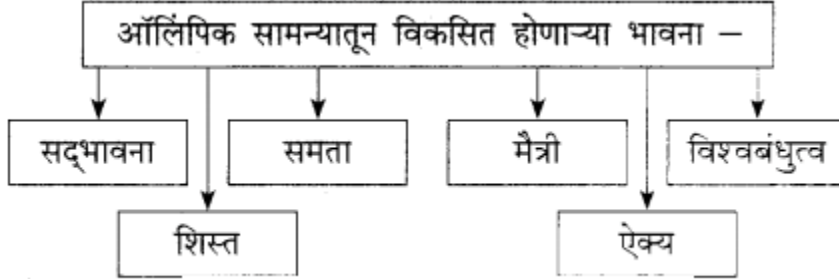 ऑलिंपिक सामन्यातून विकसित होणाऱ्या भावना –
सद्‌भावना समता मैत्री विश्वबंधुत्व
शिस्त ऐक्य